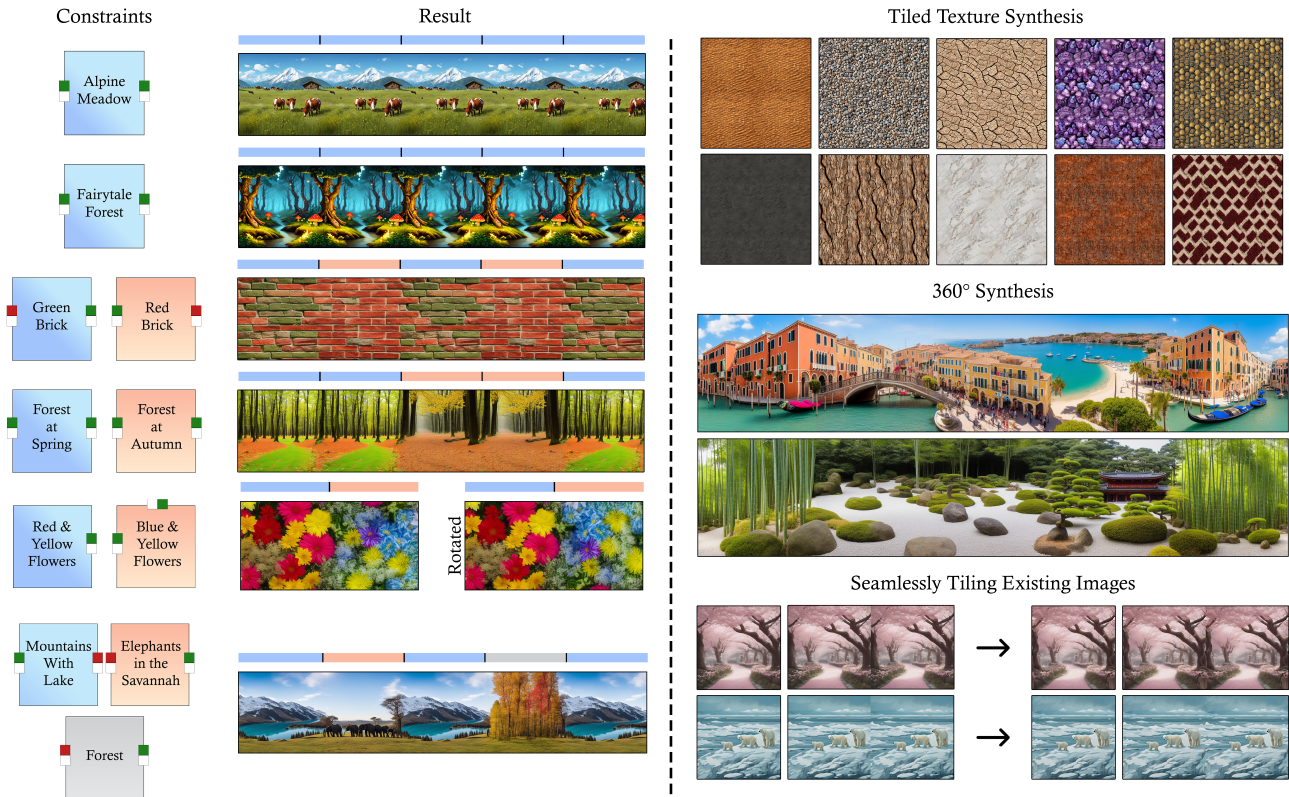 Constraints
Result
Alpine
Meadow
Fairytale
Forest
Green
Brick
Red
Brick
Forest
at
Spring
Forest
at
Autumn
Red &
Yellow
Flowers
Blue &
Yellow
Flowers
Rotated
Mountains
With
Lake
Elephants
in the
Savannah
Forest
Tiled Texture Synthesis
360° Synthesis
Seamlessly Tiling Existing Images